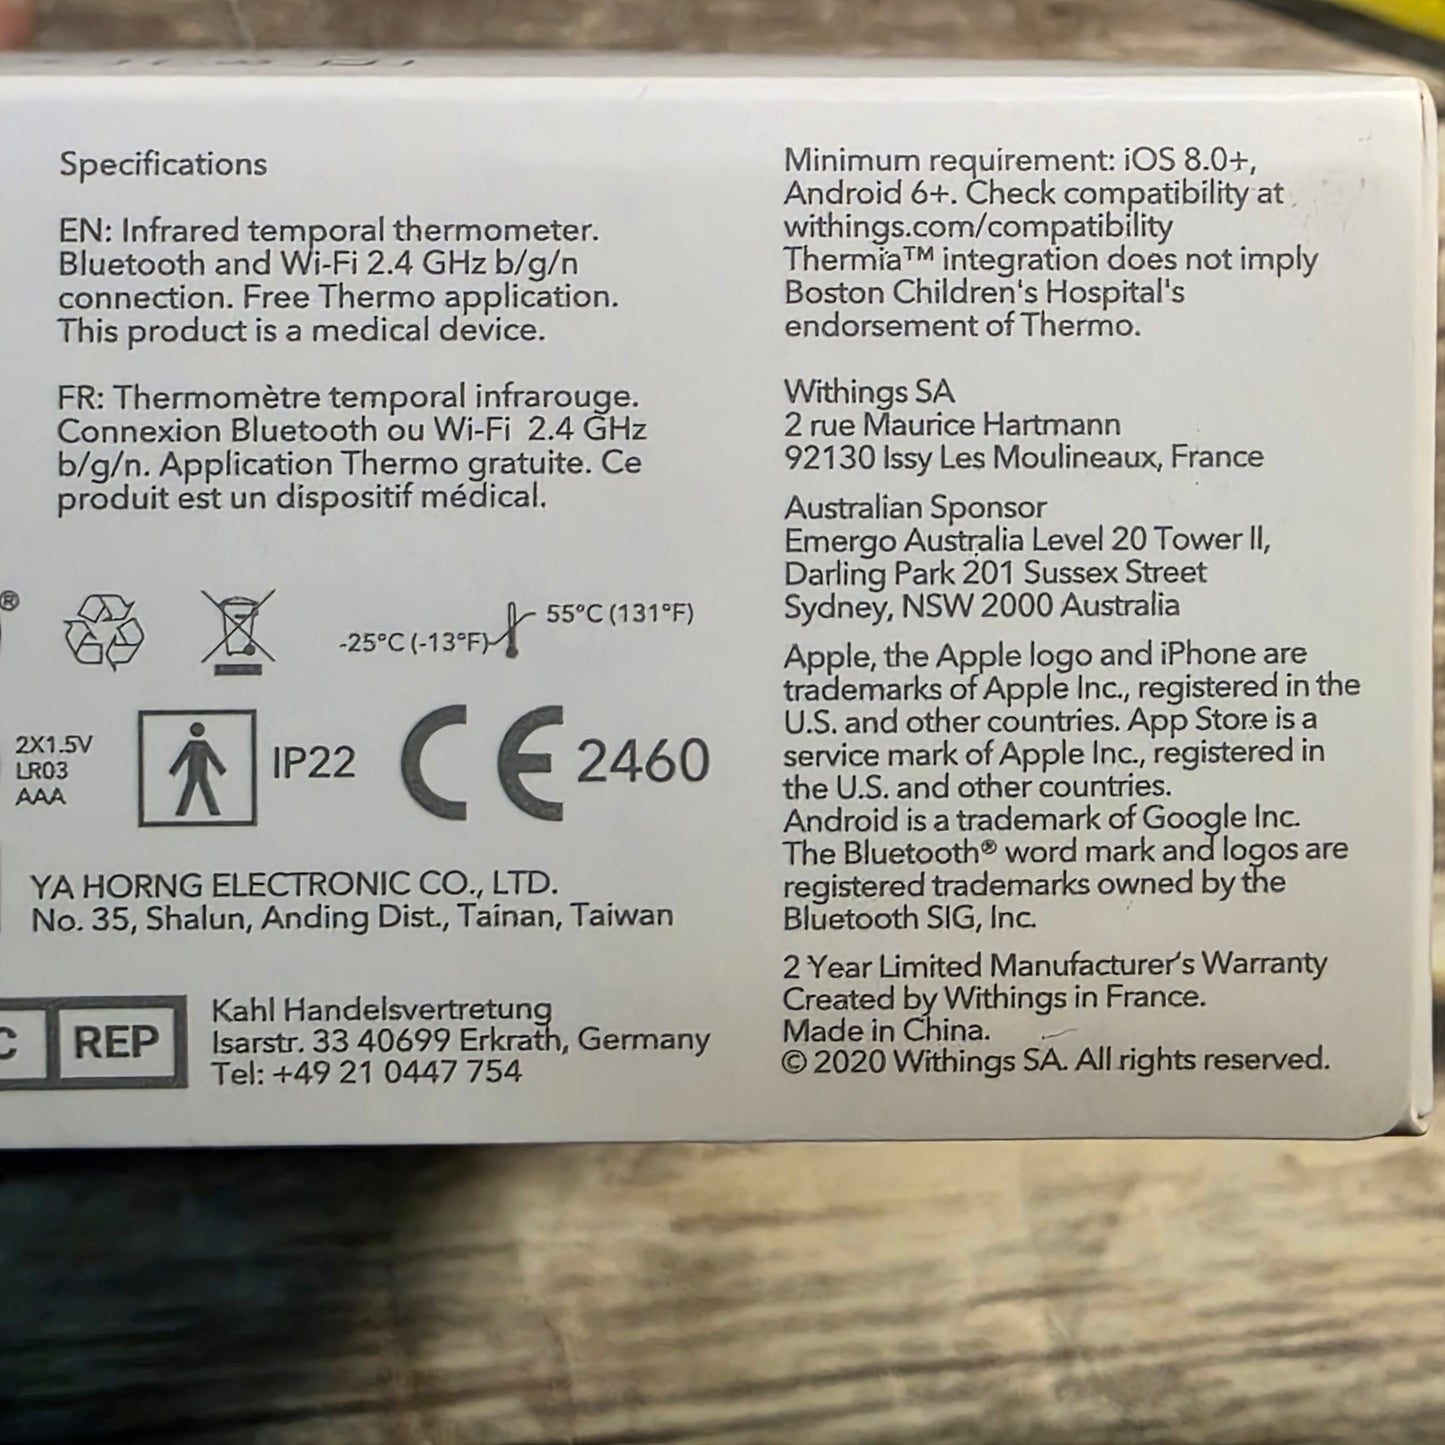 Specifications
EN: Infrared temporal thermometer.
Bluetooth and Wi-Fi 2.4 GHz b/g/n
connection. Free Thermo application.
This product is a medical device.
FR: Thermomètre temporal infrarouge.
Connexion Bluetooth ou Wi-Fi 2.4 GHz
b/g/n. Application Thermo gratuite. Ce
produit est un dispositif médical.
®
-25°C (-13°F)
55°C (131°F)
2X1.5V
LR03
AAA
IP22
CE 2460
YA HORNG ELECTRONIC CO., LTD.
No. 35, Shalun, Anding Dist., Tainan, Taiwan
C REP
Kahl Handelsvertretung
Isarstr. 33 40699 Erkrath, Germany
Tel: +49 21 0447 754
Minimum requirement: iOS 8.0+,
Android 6+. Check compatibility at
withings.com/compatibility
Thermia™ integration does not imply
Boston Children's Hospital's
endorsement of Thermo.
Withings SA
2 rue Maurice Hartmann
92130 Issy Les Moulineaux, France
Australian Sponsor
Emergo Australia Level 20 Tower II,
Darling Park 201 Sussex Street
Sydney, NSW 2000 Australia
Apple, the Apple logo and iPhone are
trademarks of Apple Inc., registered in the
U.S. and other countries. App Store is a
service mark of Apple Inc., registered in
the U.S. and other countries.
Android is a trademark of Google Inc.
The Bluetooth® word mark and logos are
registered trademarks owned by the
Bluetooth SIG, Inc.
2 Year Limited Manufacturer's Warranty
Created by Withings in France.
Made in China.
© 2020 Withings SA. All rights reserved.